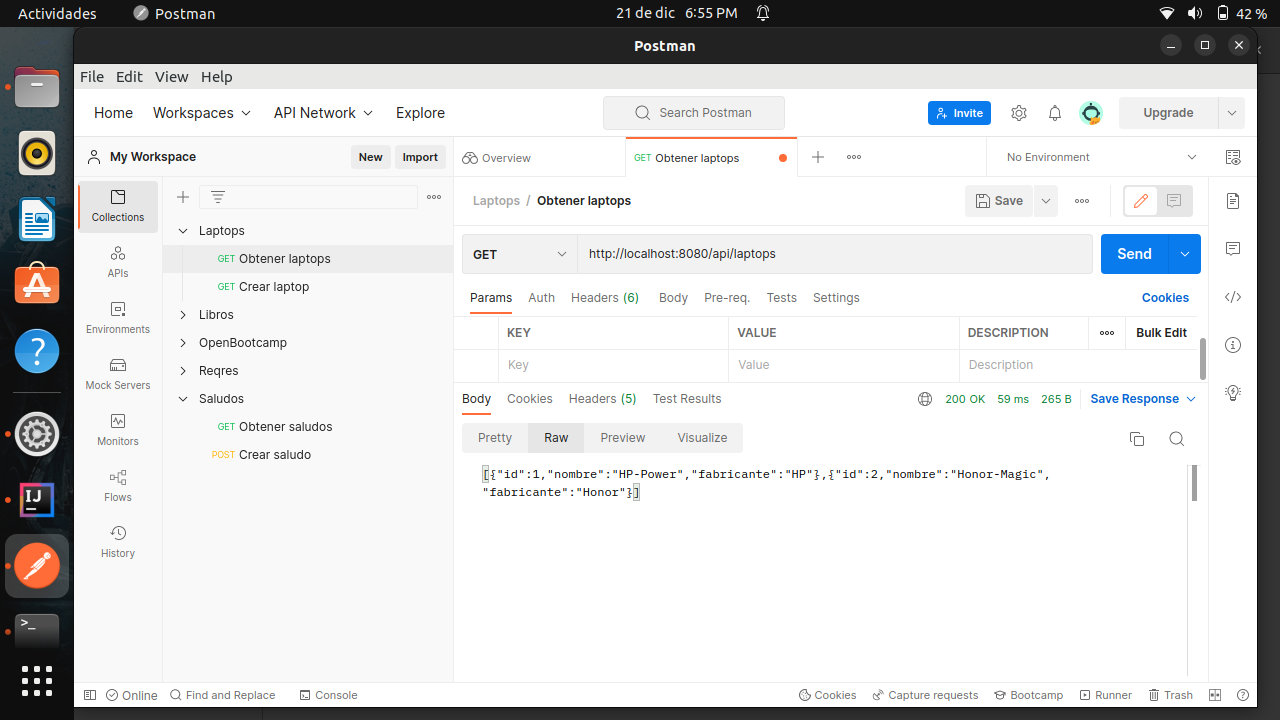 Actividades Postman 21 de dic 6:55 PM 42 %
Postman
File Edit View Help
Home Workspaces API Network Explore Search Postman Invite Upgrade
My Workspace New Import Overview GET Obtener laptops No Environment
Collections
APIs
Environments
Mock Servers
Monitors
Flows
History
Laptops
GET Obtener laptops
GET Crear laptop
Libros
OpenBootcamp
Reqres
Saludos
GET Obtener saludos
POST Crear saludo
Laptops / Obtener laptops Save
GET http://localhost:8080/api/laptops Send
Params Auth Headers (6) Body Pre-req. Tests Settings Cookies
KEY VALUE DESCRIPTION Bulk Edit
Key Value Description
Body Cookies Headers (5) Test Results 200 OK 59 ms 265 B Save Response
Pretty Raw Preview Visualize
[{"id":1,"nombre":"HP-Power","fabricante":"HP"},{"id":2,"nombre":"Honor-Magic",
"fabricante":"Honor"}]
Online Find and Replace Console Cookies Capture requests Bootcamp Runner Trash